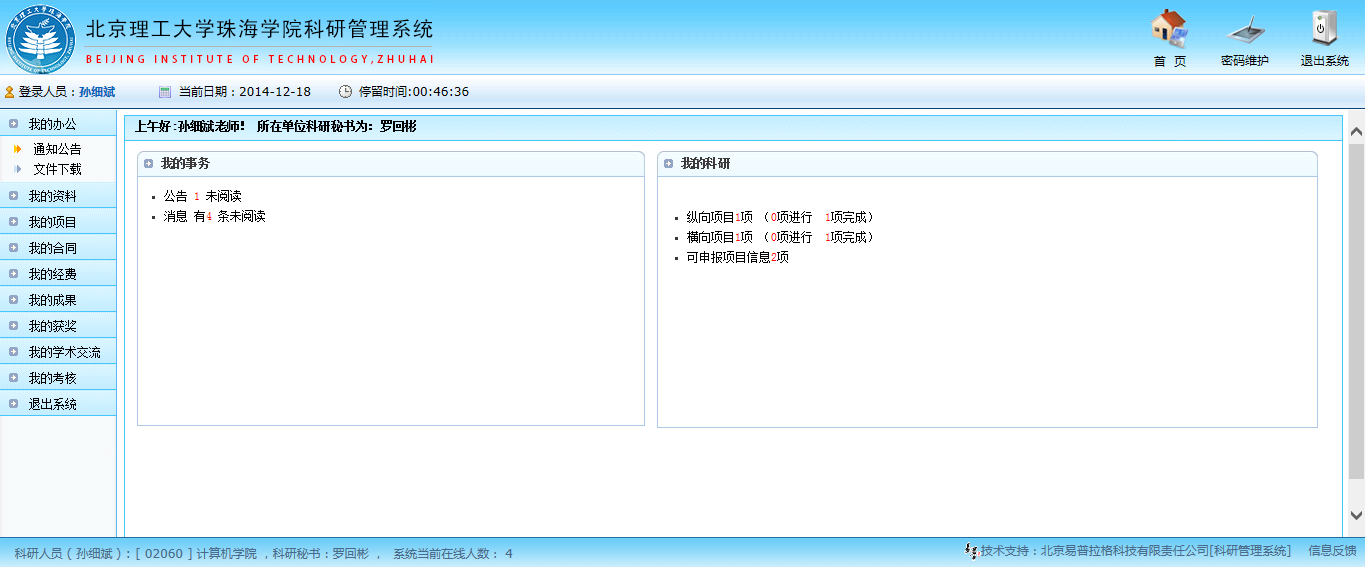 北京理工大学珠海学院科研管理系统
BEIJING INSTITUTE OF TECHNOLOGY,ZHUHAI
首 页 密码维护 退出系统
登录人员：孙细斌 当前日期：2014-12-18 停留时间:00:46:36
我的办公
通知公告
文件下载
我的资料
我的项目
我的合同
我的经费
我的成果
我的获奖
我的学术交流
我的考核
退出系统
上午好:孙细斌老师！ 所在单位科研秘书为：罗回彬
我的事务
公告 1 未阅读
消息 有4 条未阅读
我的科研
纵向项目1项 （0项进行 1项完成）
横向项目1项 （0项进行 1项完成）
可申报项目信息2项
科研人员（孙细斌）：[ 02060 ] 计算机学院 ，科研秘书：罗回彬 ， 系统当前在线人数： 4
技术支持：北京易普拉格科技有限责任公司[科研管理系统] 信息反馈